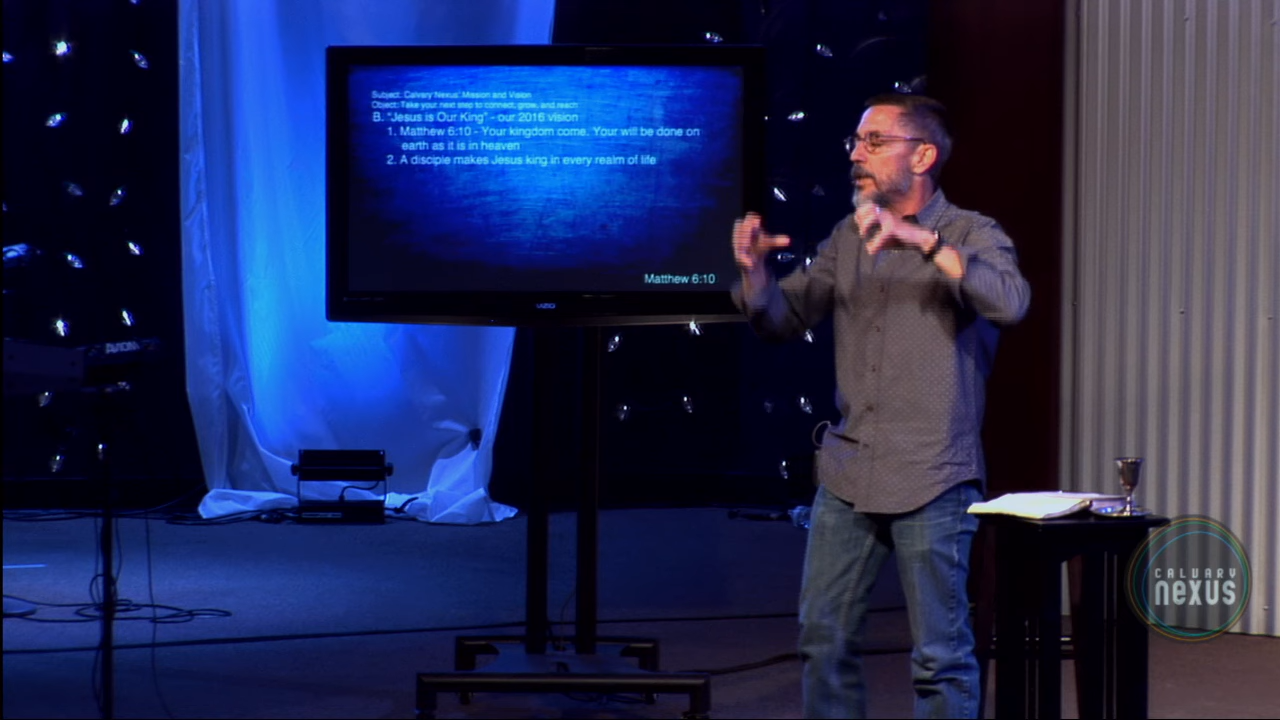 Subject: Calvary Nexus' Mission and Vision
Object: Take your next step to connect, grow, and reach
B. "Jesus is Our King" - our 2016 vision
1. Matthew 6:10 - Your kingdom come. Your will be done on
earth as it is in heaven
2. A disciple makes Jesus king in every realm of life
Matthew 6:10
VIZIO
CALVARY
nexus